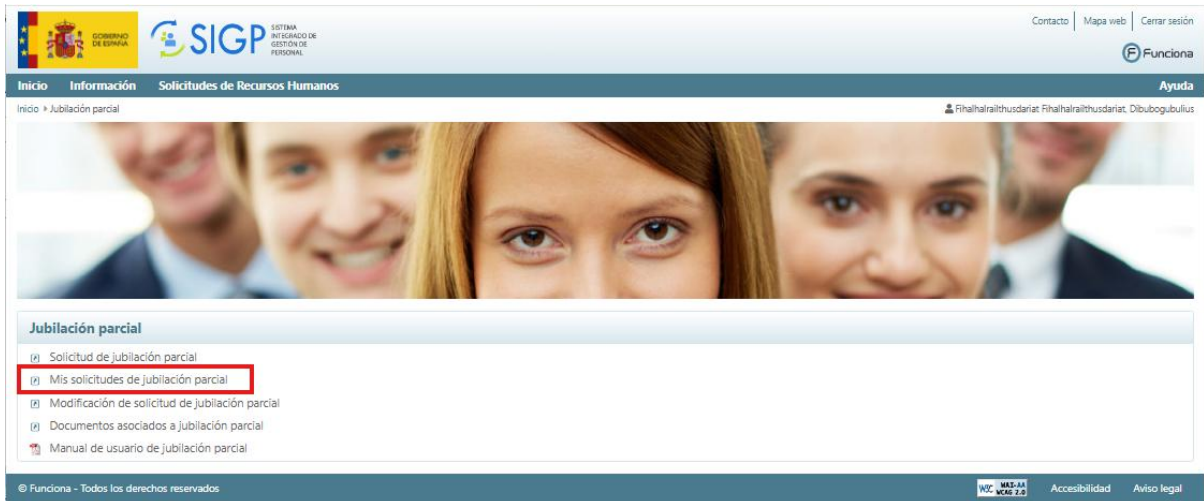 GOBIERNO
DE ESPAÑA
SIGP
SISTEMA
INTEGRADO DE
GESTIÓN DE
PERSONAL
Contacto Mapa web Cerrar sesión
Funciona
Inicio Información Solicitudes de Recursos Humanos Ayuda
Inicio Jubilación parcial Fihalhalrailthusdariat Fihalhalrailthusdariat, Dibubogubulius
Jubilación parcial
Solicitud de jubilación parcial
Mis solicitudes de jubilación parcial
Modificación de solicitud de jubilación parcial
Documentos asociados a jubilación parcial
Manual de usuario de jubilación parcial
© Funciona - Todos los derechos reservados W3C WAI-AA WCAG 2.0 Accesibilidad Aviso legal